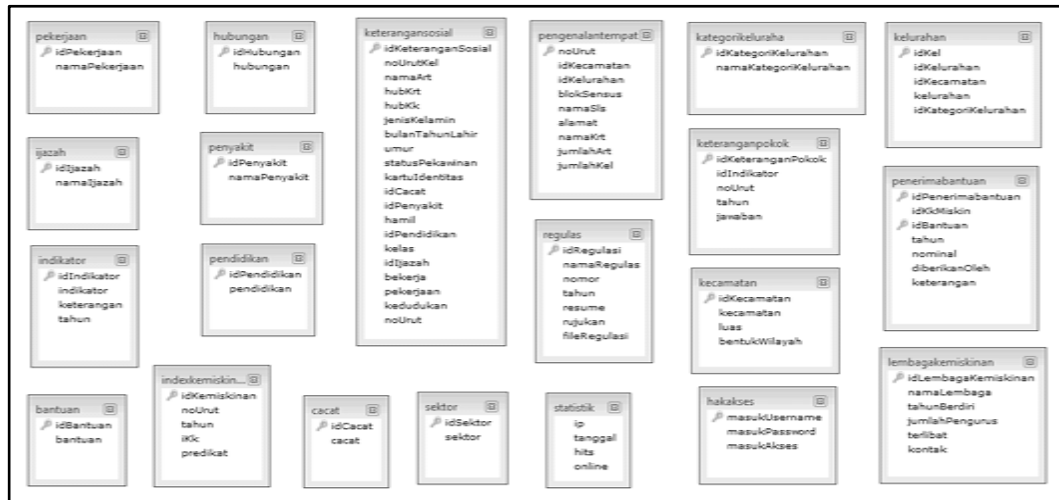 pekerjaan
idPekerjaan
namaPekerjaan
hubungan
idHubungan
hubungan
keterangansosial
idKeteranganSosial
noUrutKel
namaArt
hubKrt
hubKk
jenisKelamin
bulanTahunLahir
umur
statusPekawinan
kartuIdentitas
idCacat
idPenyakit
hamil
idPendidikan
kelas
idIjazah
bekerja
pekerjaan
kedudukan
noUrut
pengenalantempat
noUrut
idKecamatan
idKelurahan
blokSensus
namaSls
alamat
namaKrt
jumlahArt
jumlahKel
kategorikeluraha
idKategoriKelurahan
namaKategoriKelurahan
kelurahan
idKel
idKelurahan
idKecamatan
kelurahan
idKategoriKelurahan
ijazah
idIjazah
namaIjazah
penyakit
idPenyakit
namaPenyakit
keteranganpokok
idKeteranganPokok
idIndikator
noUrut
tahun
jawaban
penerimabantuan
idPenerimabantuan
idKkMiskin
idBantuan
tahun
nominal
diberikanOleh
keterangan
indikator
idIndikator
indikator
keterangan
tahun
pendidikan
idPendidikan
pendidikan
regulas
idRegulasi
namaRegulas
nomor
tahun
resume
rujukan
fileRegulasi
kecamatan
idKecamatan
kecamatan
luas
bentukWilayah
bantuan
idBantuan
bantuan
indexkemiskin...
idKemiskinan
noUrut
tahun
iKk
predikat
cacat
idCacat
cacat
sektor
idSektor
sektor
statistik
ip
tanggal
hits
online
hakakses
masukUsername
masukPassword
masukAkses
lembagakemiskinan
idLembagaKemiskinan
namaLembaga
tahunBerdiri
jumlahPengurus
terlibat
kontak